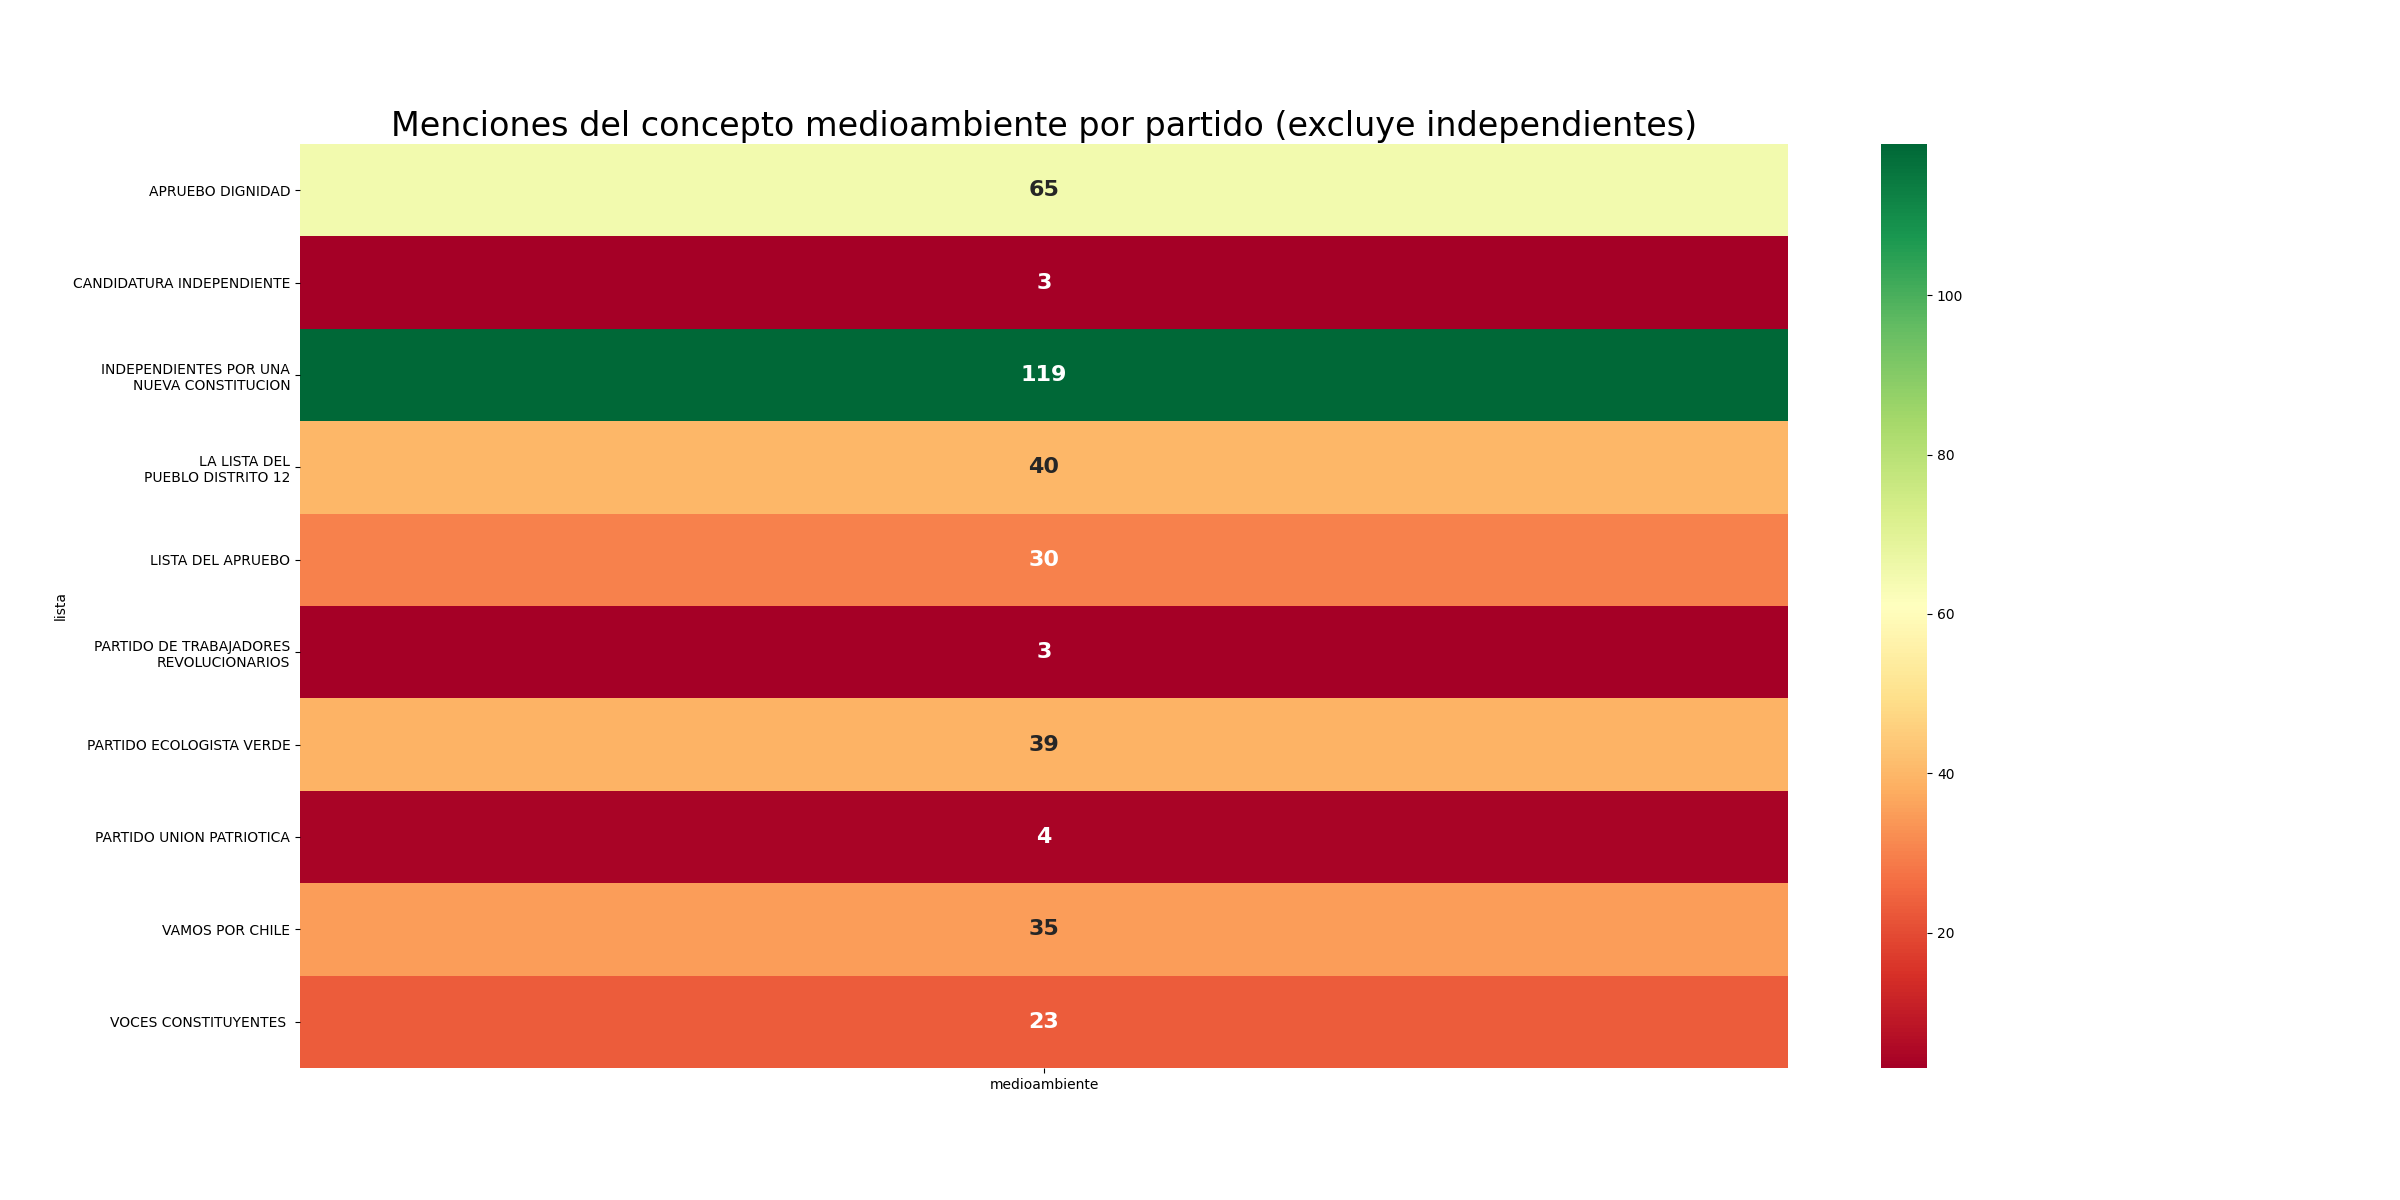 Menciones del concepto medioambiente por partido (excluye independientes)
APRUEBO DIGNIDAD
65
CANDIDATURA INDEPENDIENTE
3
INDEPENDIENTES POR UNA
NUEVA CONSTITUCION
119
LA LISTA DEL
PUEBLO DISTRITO 12
40
LISTA DEL APRUEBO
30
PARTIDO DE TRABAJADORES
REVOLUCIONARIOS
3
PARTIDO ECOLOGISTA VERDE
39
PARTIDO UNION PATRIOTICA
4
VAMOS POR CHILE
35
VOCES CONSTITUYENTES
23
lista
medioambiente
100
80
60
40
20